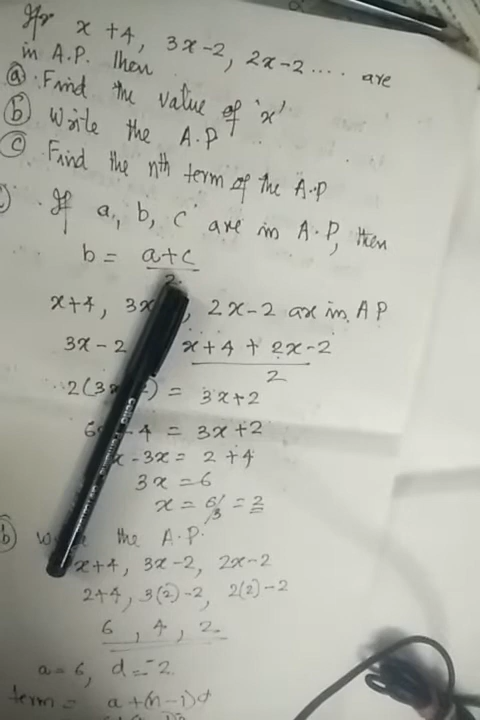 If x+4, 3x-2, 2x-2 .... are
in A.P. then
ⓐ Find the value of 'x'
ⓑ Write the A.P
ⓒ Find the nth term of the A.P
If a, b, c are in A.P, then
b = a+c
2
x+4, 3x , 2x-2 are in AP
3x-2 x+4 + 2x-2
2
2(3x ) = 3x+2
6 -4 = 3x+2
x-3x = 2+4
3x = 6
x = 6/3 = 2
ⓑ the A.P.
x+4, 3x-2, 2x-2
2+4, 3(2)-2, 2(2)-2
6, 4, 2
a=6, d=-2
term = a+(n-1)d